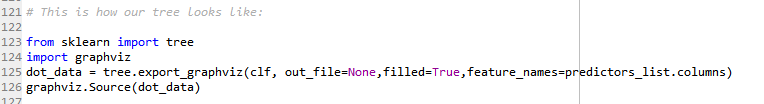 121 # This is how our tree looks like:
122
123 from sklearn import tree
124 import graphviz
125 dot_data = tree.export_graphviz(clf, out_file=None,filled=True,feature_names=predictors_list.columns)
126 graphviz.Source(dot_data)
127